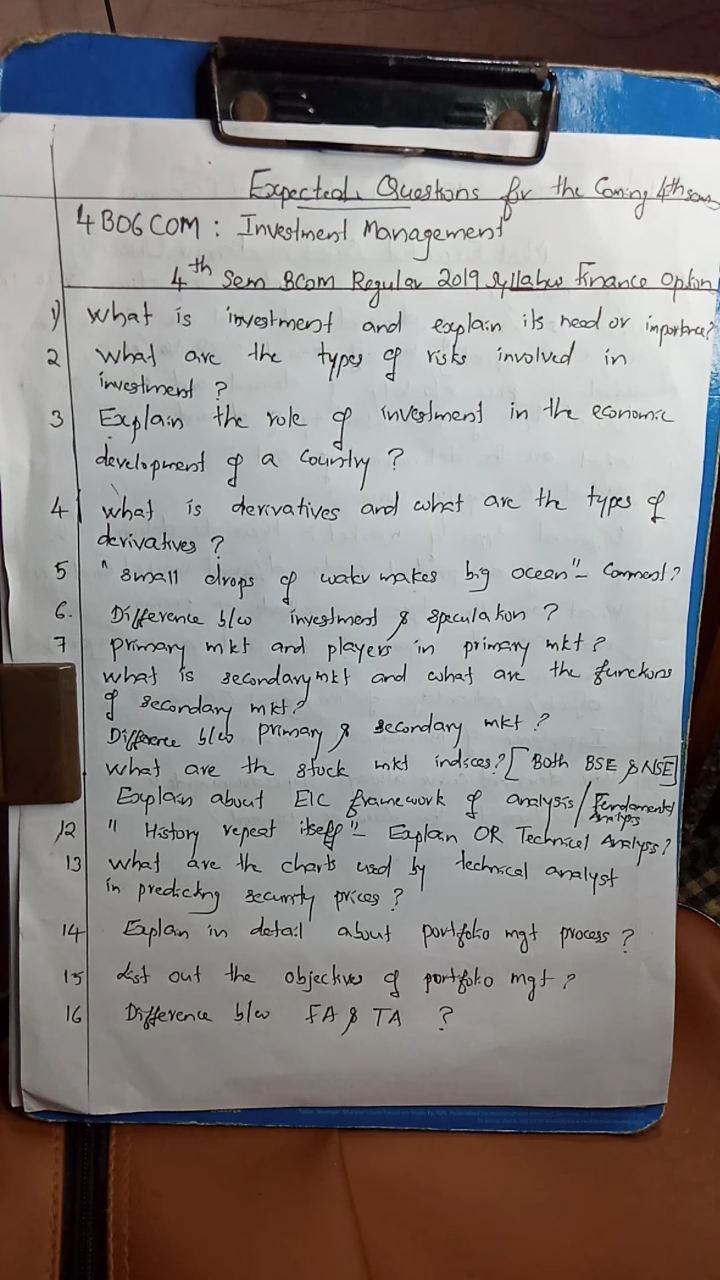 Expected Questions for the Coming 4th sem
4 BO6 COM : Investment Management
4th Sem BCom Regular 2019 Syllabus Finance Option
1) What is investment and explain its need or importance?
2 What are the types of risks involved in
investment ?
3 Explain the role of investment in the economic
development of a country ?
4 What is derivatives and what are the types of
derivatives ?
5 "small drops of water makes big ocean" - Comment?
6. Difference b/w investment & speculation ?
7 primary mkt and players in primary mkt ?
what is secondary mkt and what are the functions
of secondary mkt?
Difference b/w primary & secondary mkt ?
What are the stock mkt indices? [Both BSE & NSE]
Explain about EIC framework of analysis / Fundamental
Analysis
12 " History repeat itself" - Explain OR Technical Analysis?
13 what are the charts used by technical analyst
in predicting security prices ?
14 Explain in detail about portfolio mgt process ?
15 List out the objectives of portfolio mgt ?
16 Difference b/w FA & TA ?